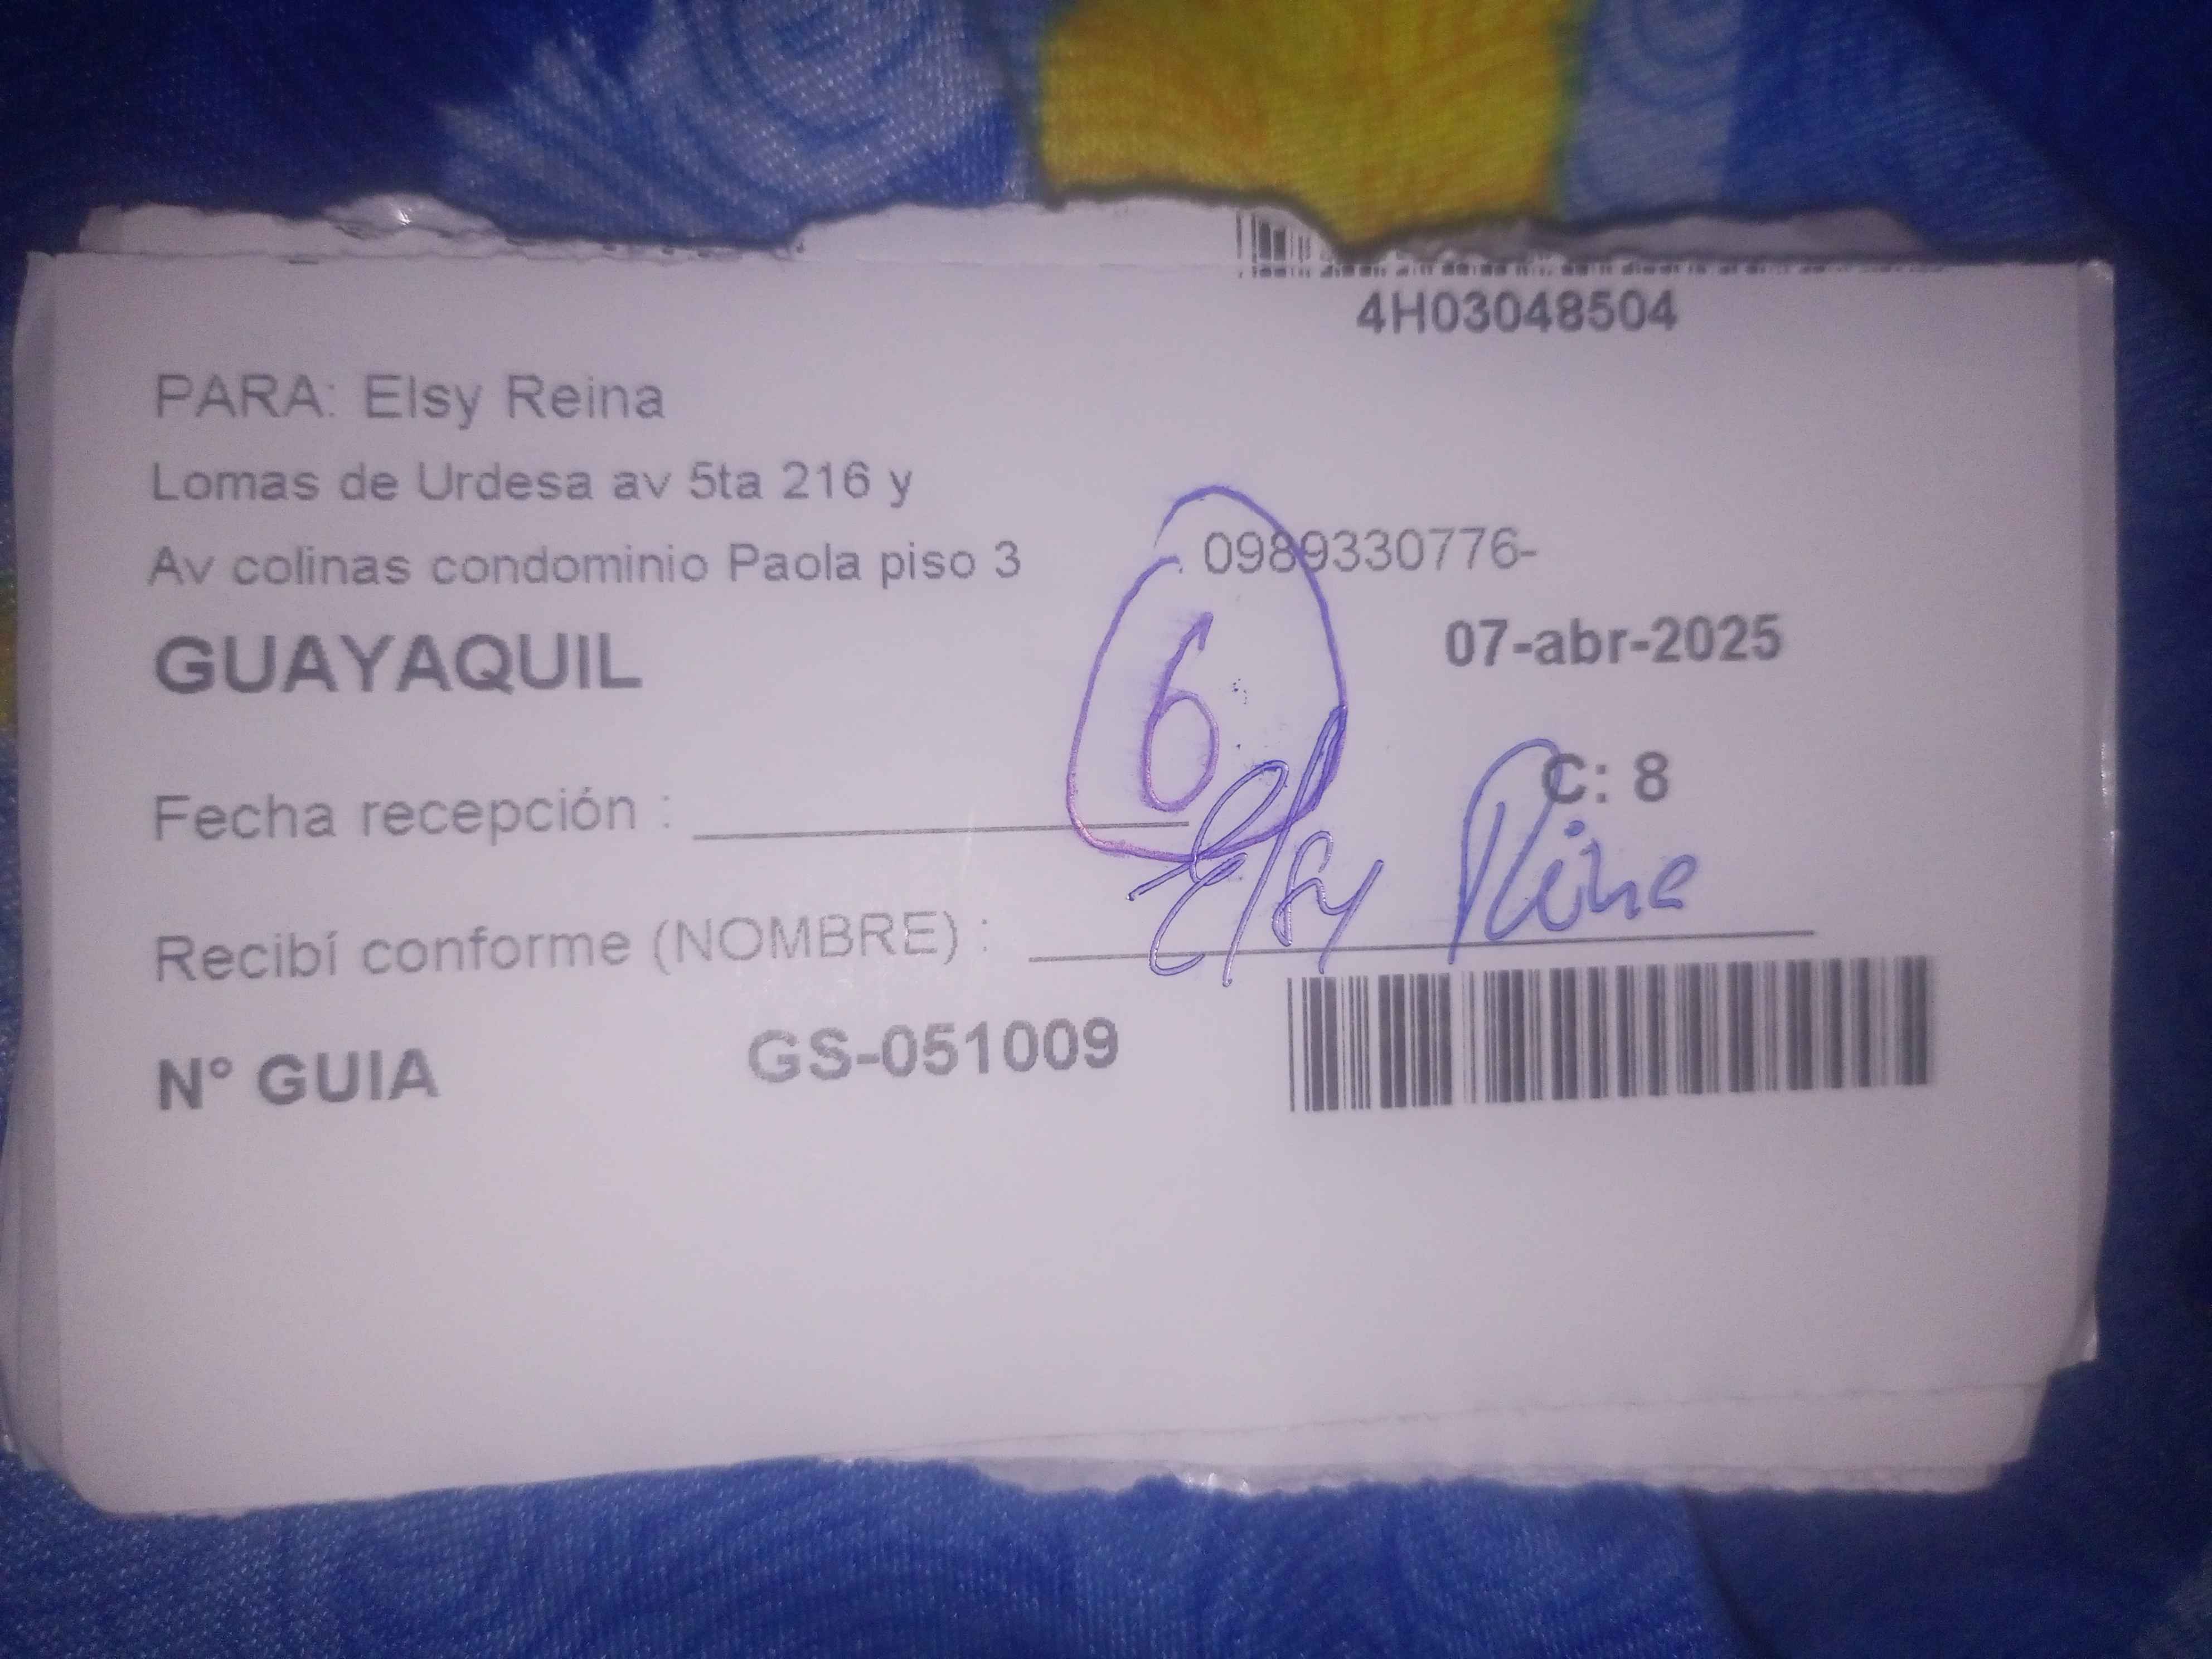 4H03048504
PARA: Elsy Reina
Lomas de Urdesa av 5ta 216 y
Av colinas condominio Paola piso 3
0989330776-
GUAYAQUIL
07-abr-2025
6
C: 8
Fecha recepción :
Recibí conforme (NOMBRE) : Elsy Reina
N° GUIA GS-051009